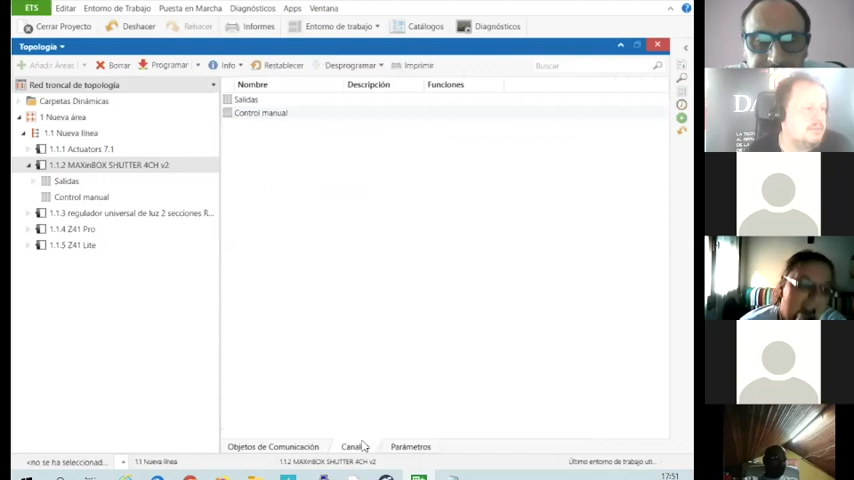 ETS Editar Entorno de Trabajo Puesta en Marcha Diagnósticos Apps Ventana
Cerrar Proyecto Deshacer Rehacer Informes Entorno de trabajo Catálogos Diagnósticos
Topología
Añadir Áreas Borrar Programar Info Restablecer Desprogramar Imprimir Buscar
Red troncal de topología
Nombre Descripción Funciones
Carpetas Dinámicas
Salidas
1 Nueva área
Control manual
1.1 Nueva línea
1.1.1 Actuators 7.1
1.1.2 MAXinBOX SHUTTER 4CH v2
Salidas
Control manual
1.1.3 regulador universal de luz 2 secciones R...
1.1.4 Z41 Pro
1.1.5 Z41 Lite
Objetos de Comunicación Canal Parámetros
<no se ha seleccionad... 1.1 Nueva línea 1.1.2 MAXinBOX SHUTTER 4CH v2 Último entorno de trabajo uti...
17:51